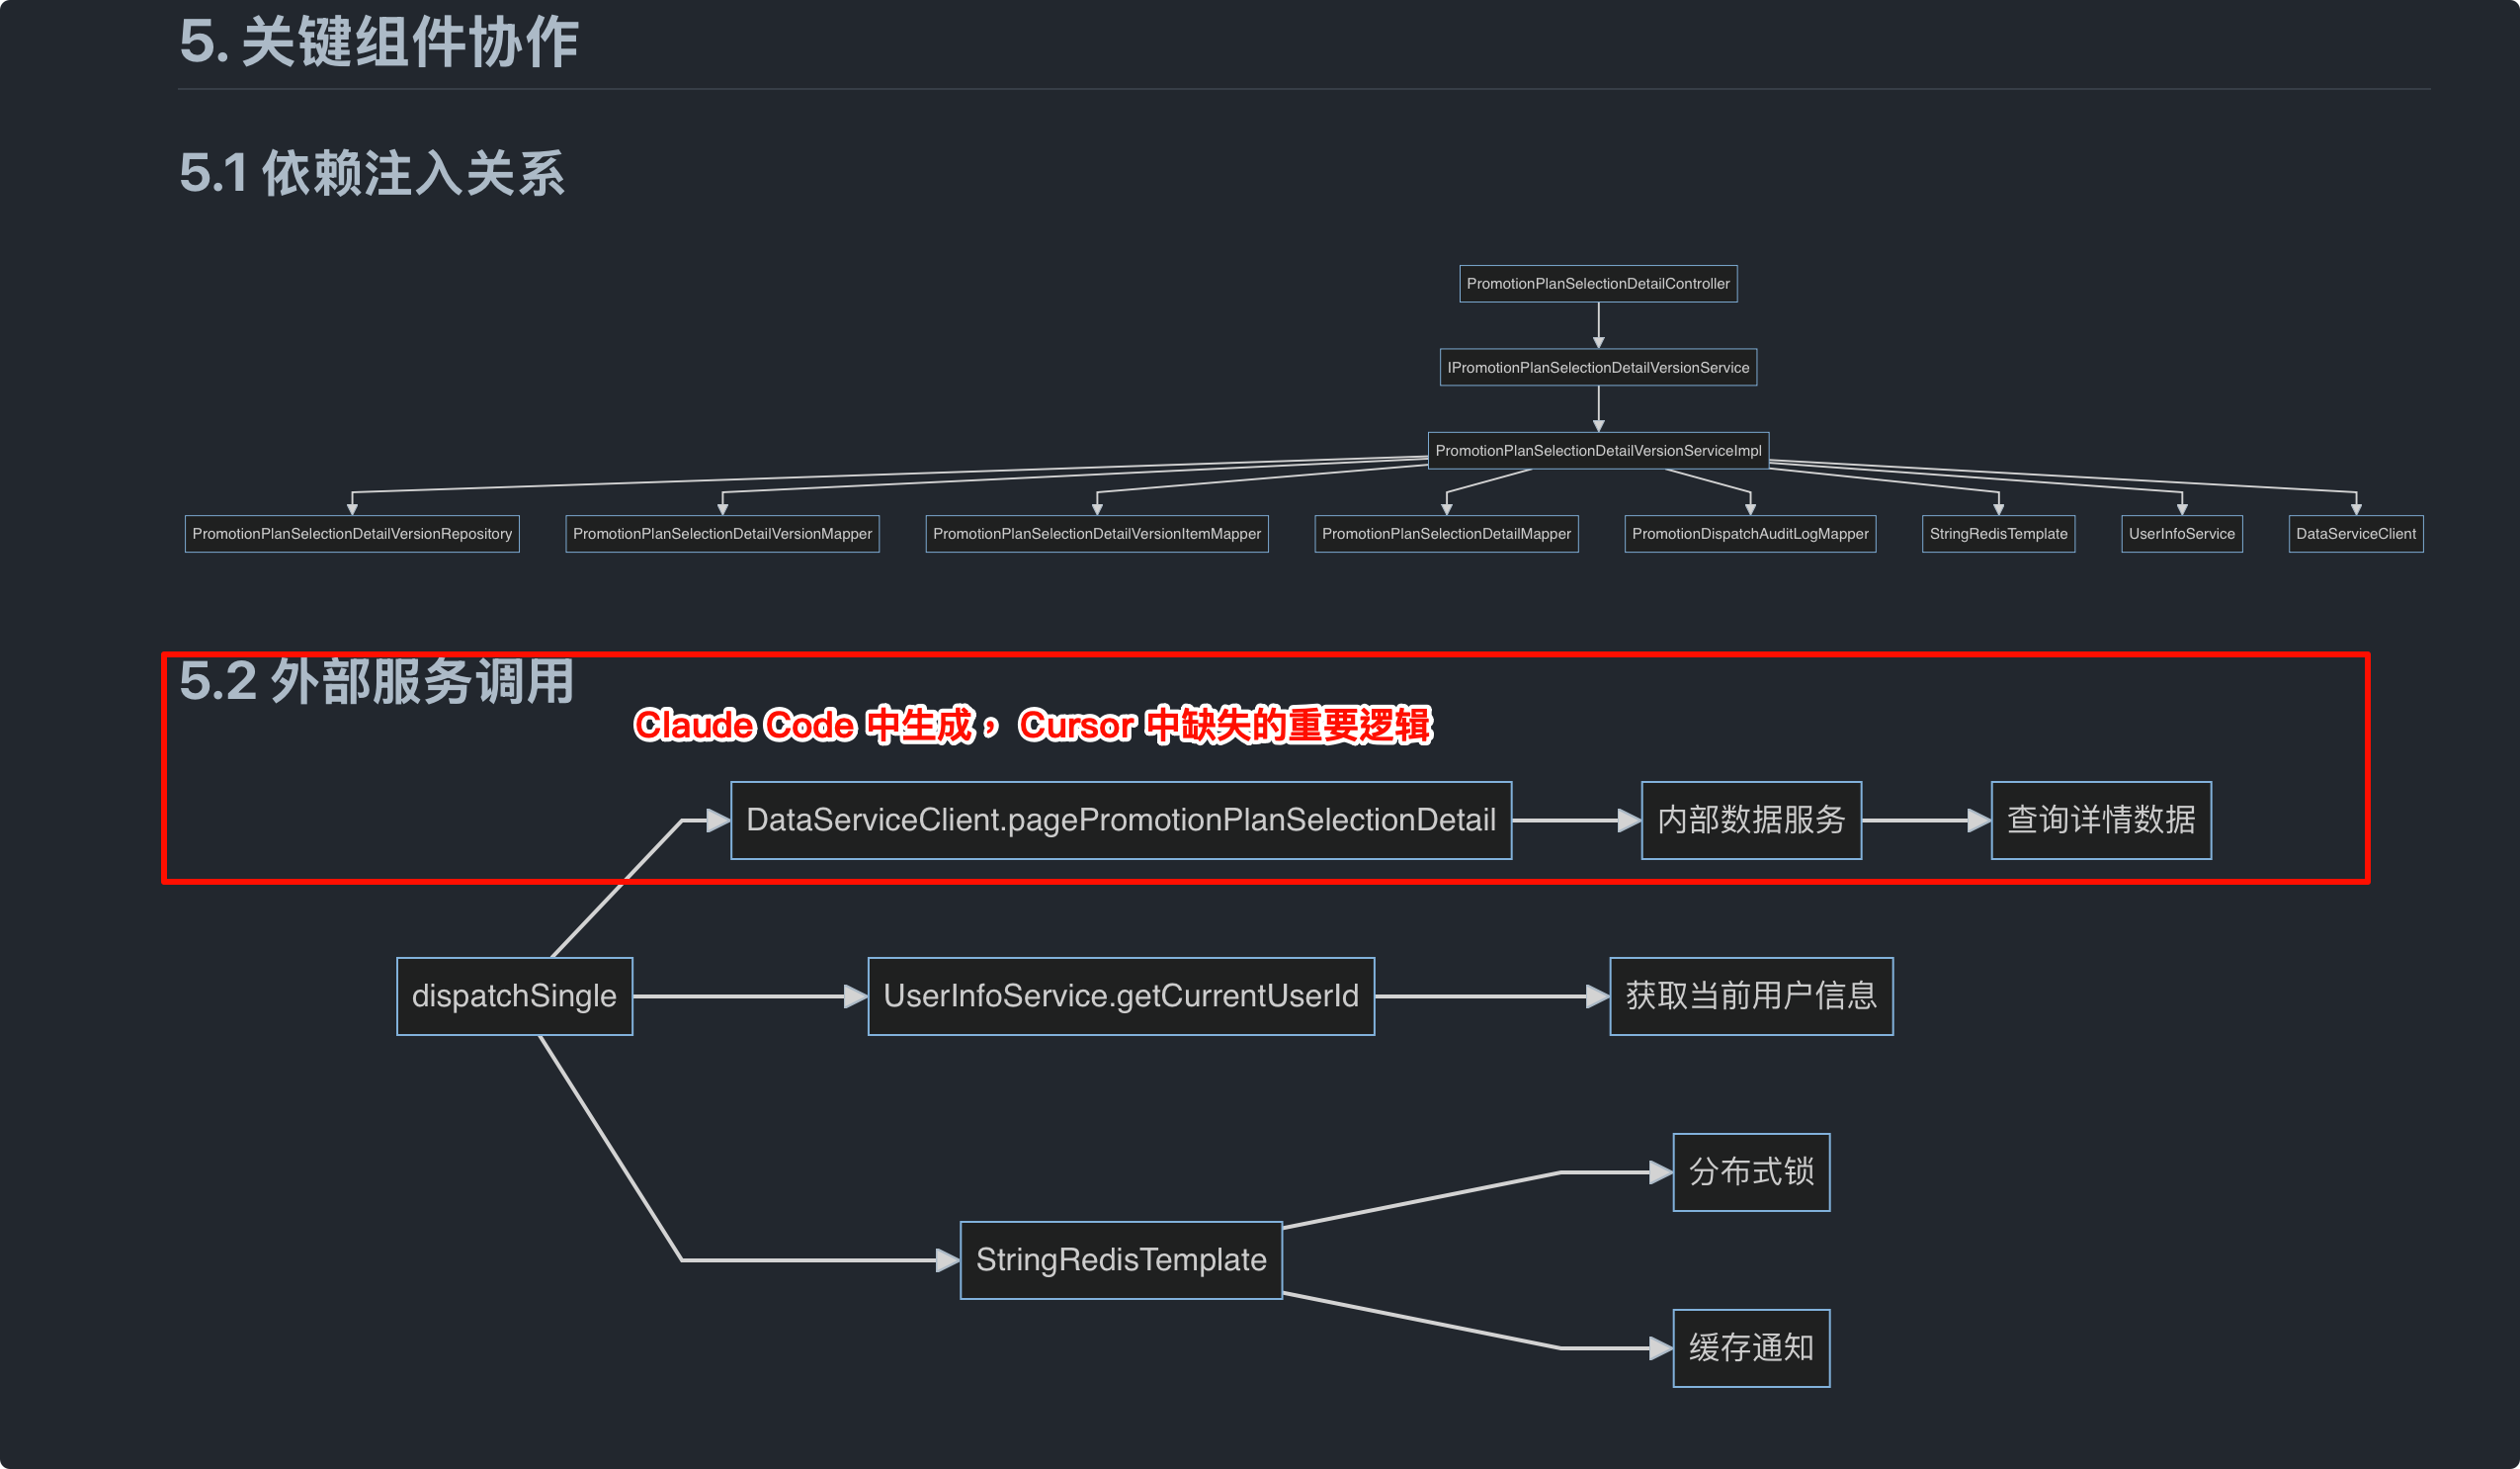 5. 关键组件协作
5.1 依赖注入关系
PromotionPlanSelectionDetailController
IPromotionPlanSelectionDetailVersionService
PromotionPlanSelectionDetailVersionServiceImpl
PromotionPlanSelectionDetailVersionRepository
PromotionPlanSelectionDetailVersionMapper
PromotionPlanSelectionDetailVersionItemMapper
PromotionPlanSelectionDetailMapper
PromotionDispatchAuditLogMapper
StringRedisTemplate
UserInfoService
DataServiceClient
5.2 外部服务调用
Claude Code 中生成， Cursor 中缺失的重要逻辑
DataServiceClient.pagePromotionPlanSelectionDetail
内部数据服务
查询详情数据
dispatchSingle
UserInfoService.getCurrentUserId
获取当前用户信息
分布式锁
StringRedisTemplate
缓存通知